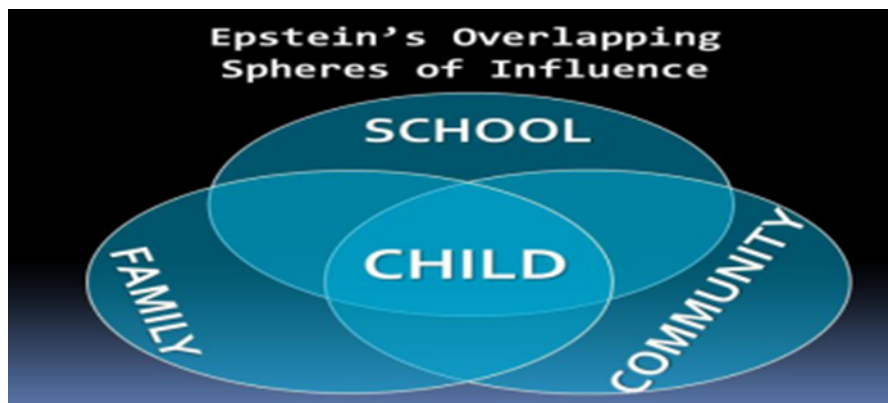 Epstein’s Overlapping
Spheres of Influence
SCHOOL
CHILD
FAMILY
COMMUNITY